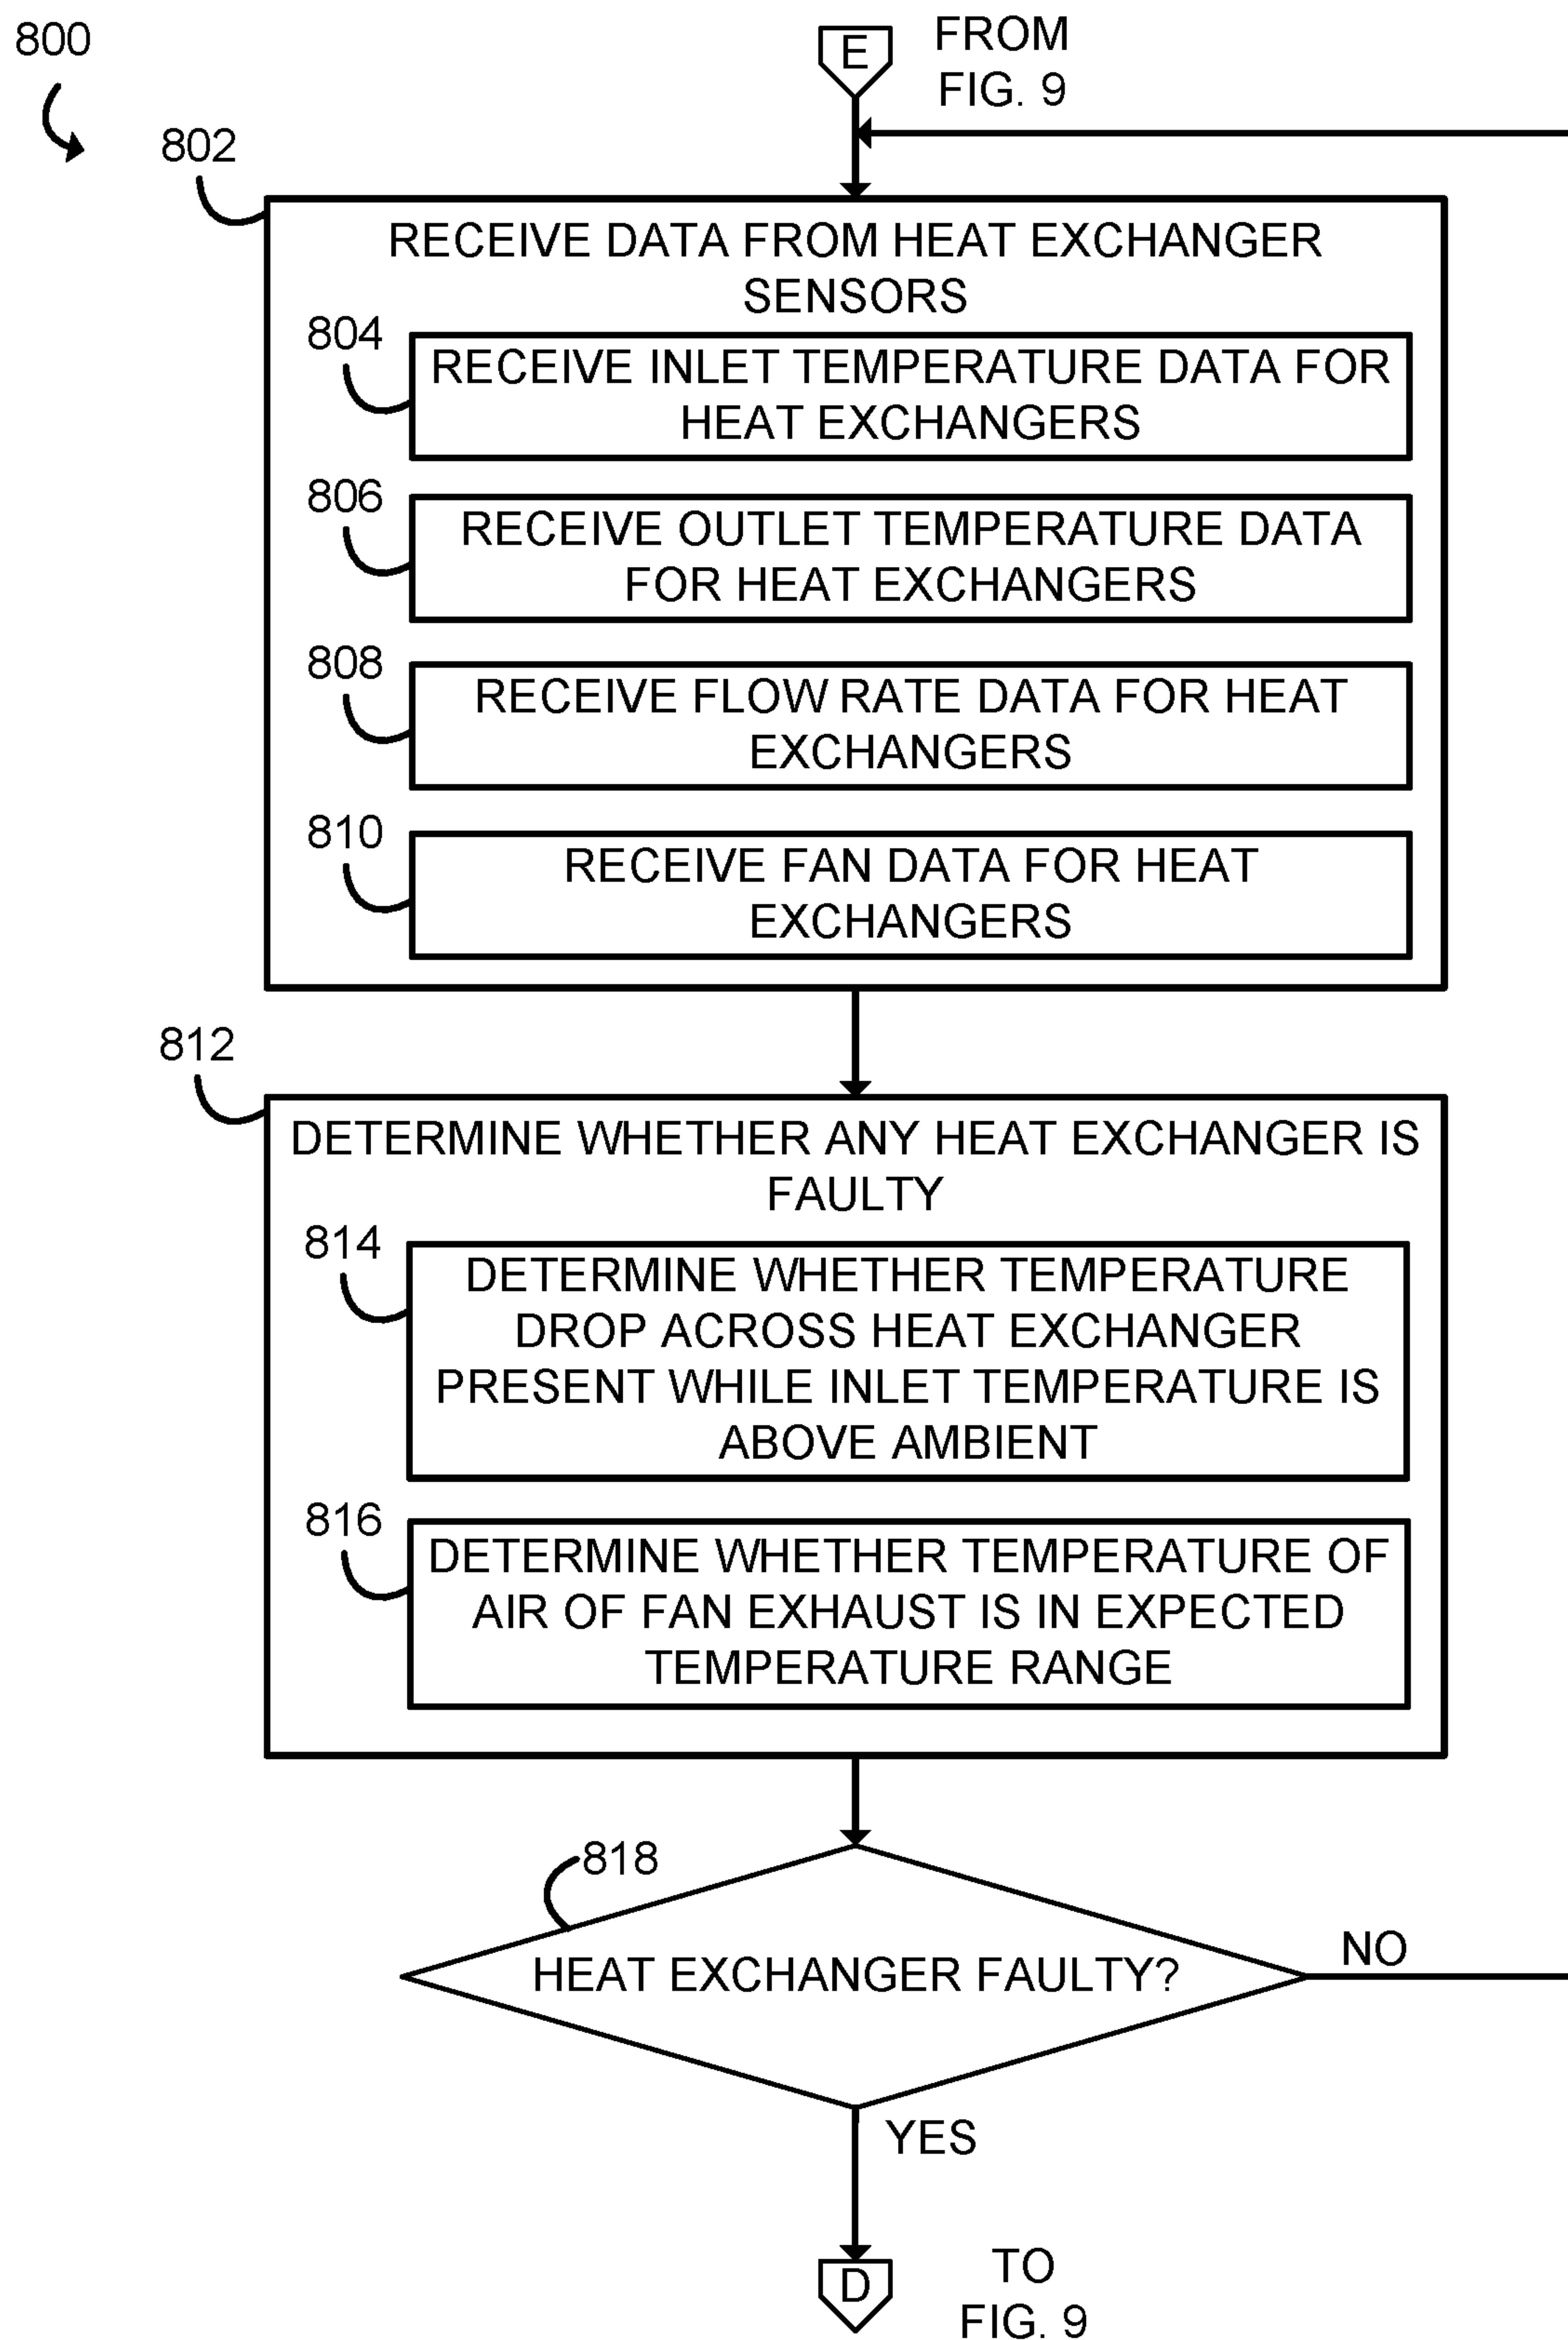 800
E
FROM
FIG. 9
802
RECEIVE DATA FROM HEAT EXCHANGER
SENSORS
804
RECEIVE INLET TEMPERATURE DATA FOR
HEAT EXCHANGERS
806
RECEIVE OUTLET TEMPERATURE DATA
FOR HEAT EXCHANGERS
808
RECEIVE FLOW RATE DATA FOR HEAT
EXCHANGERS
810
RECEIVE FAN DATA FOR HEAT
EXCHANGERS
812
DETERMINE WHETHER ANY HEAT EXCHANGER IS
FAULTY
814
DETERMINE WHETHER TEMPERATURE
DROP ACROSS HEAT EXCHANGER
PRESENT WHILE INLET TEMPERATURE IS
ABOVE AMBIENT
816
DETERMINE WHETHER TEMPERATURE OF
AIR OF FAN EXHAUST IS IN EXPECTED
TEMPERATURE RANGE
818
HEAT EXCHANGER FAULTY?
NO
YES
D
TO
FIG. 9